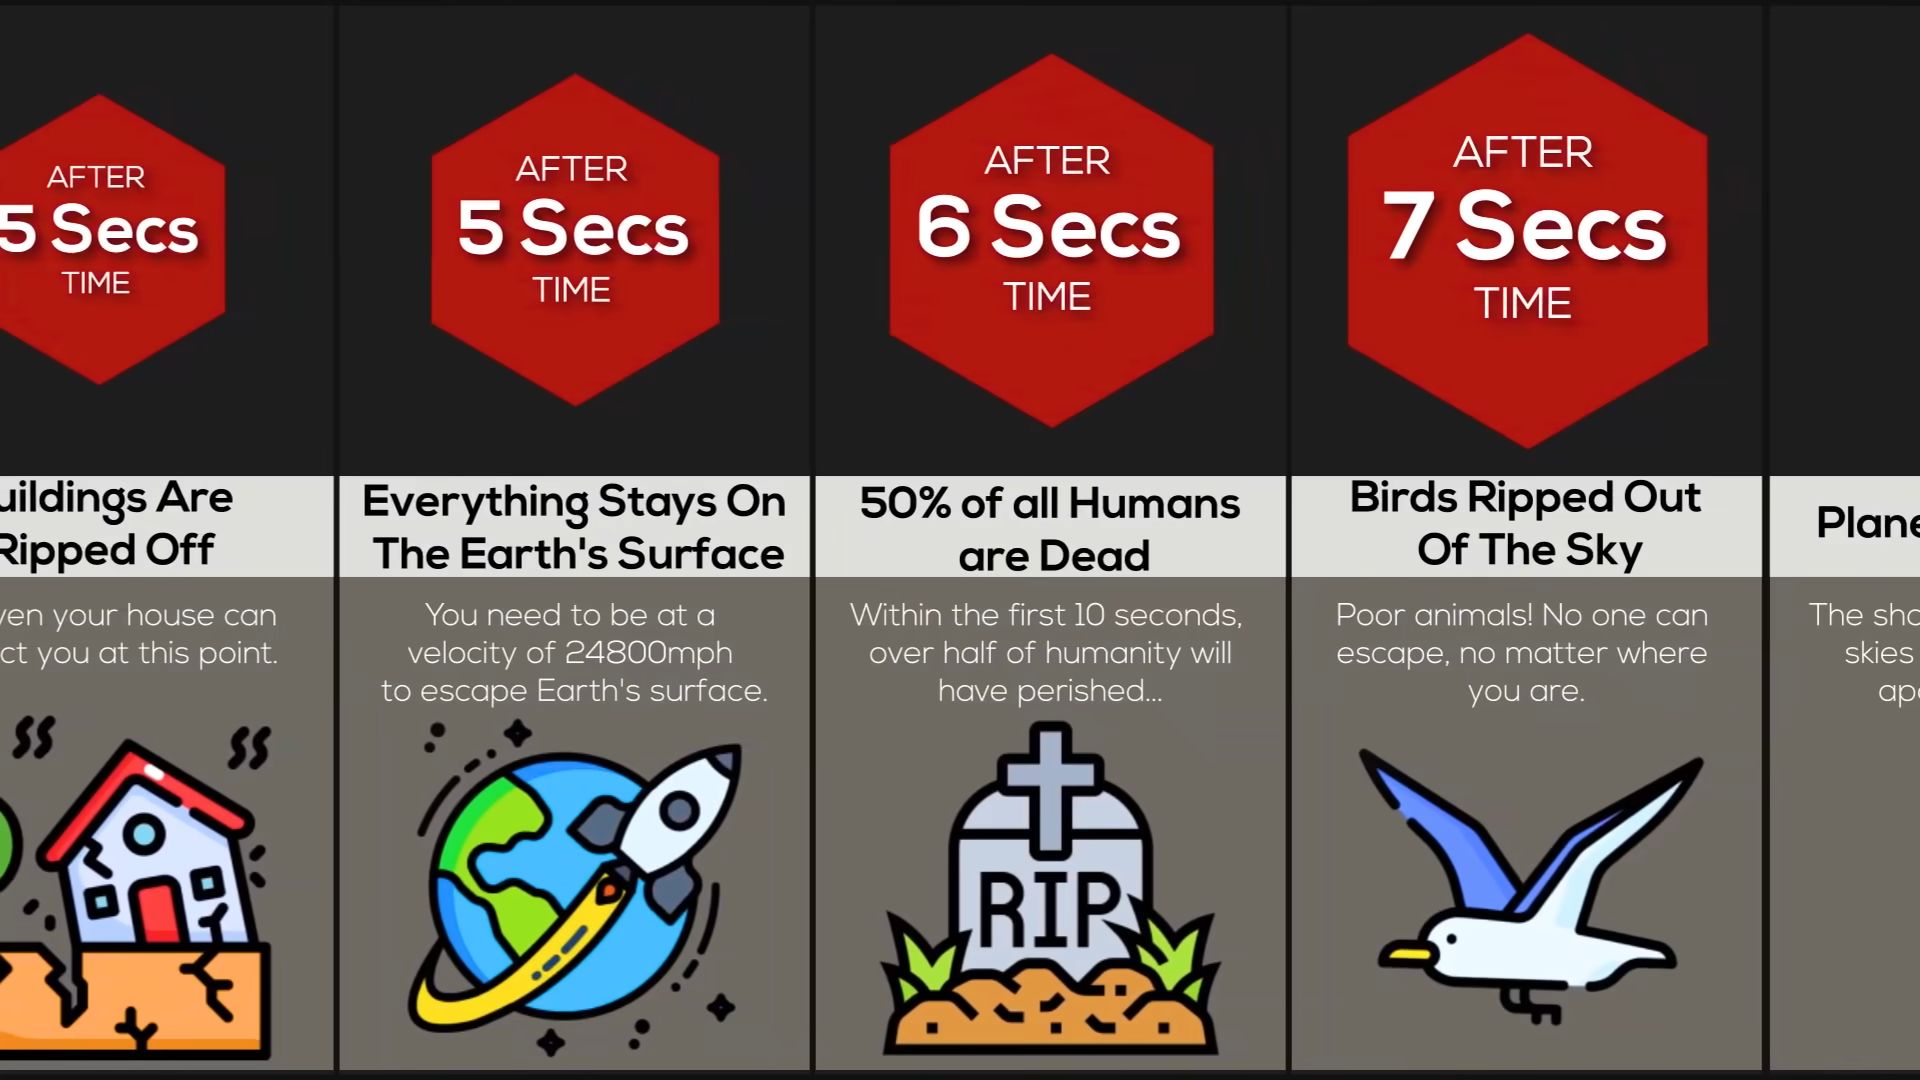 AFTER
5 Secs
TIME
uildings Are
Ripped Off
ven your house can
ct you at this point.
AFTER
5 Secs
TIME
Everything Stays On
The Earth's Surface
You need to be at a
velocity of 24800mph
to escape Earth's surface.
AFTER
6 Secs
TIME
50% of all Humans
are Dead
Within the first 10 seconds,
over half of humanity will
have perished...
RIP
AFTER
7 Secs
TIME
Birds Ripped Out
Of The Sky
Poor animals! No one can
escape, no matter where
you are.
Plane
The sho
skies
apo